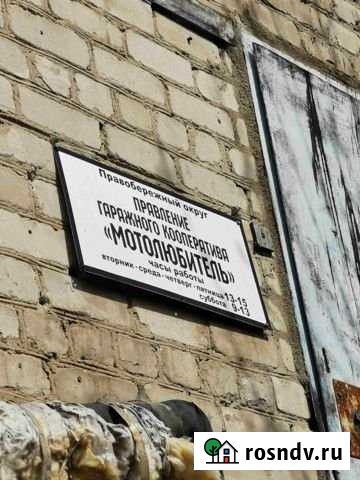 Правобережный округ
ПРАВЛЕНИЕ
ГАРАЖНОГО КООПЕРАТИВА
«МОТОЛЮБИТЕЛЬ»
часы работы
вторник-среда-четверг-пятница 13-15
суббота 9-13
rosndv.ru